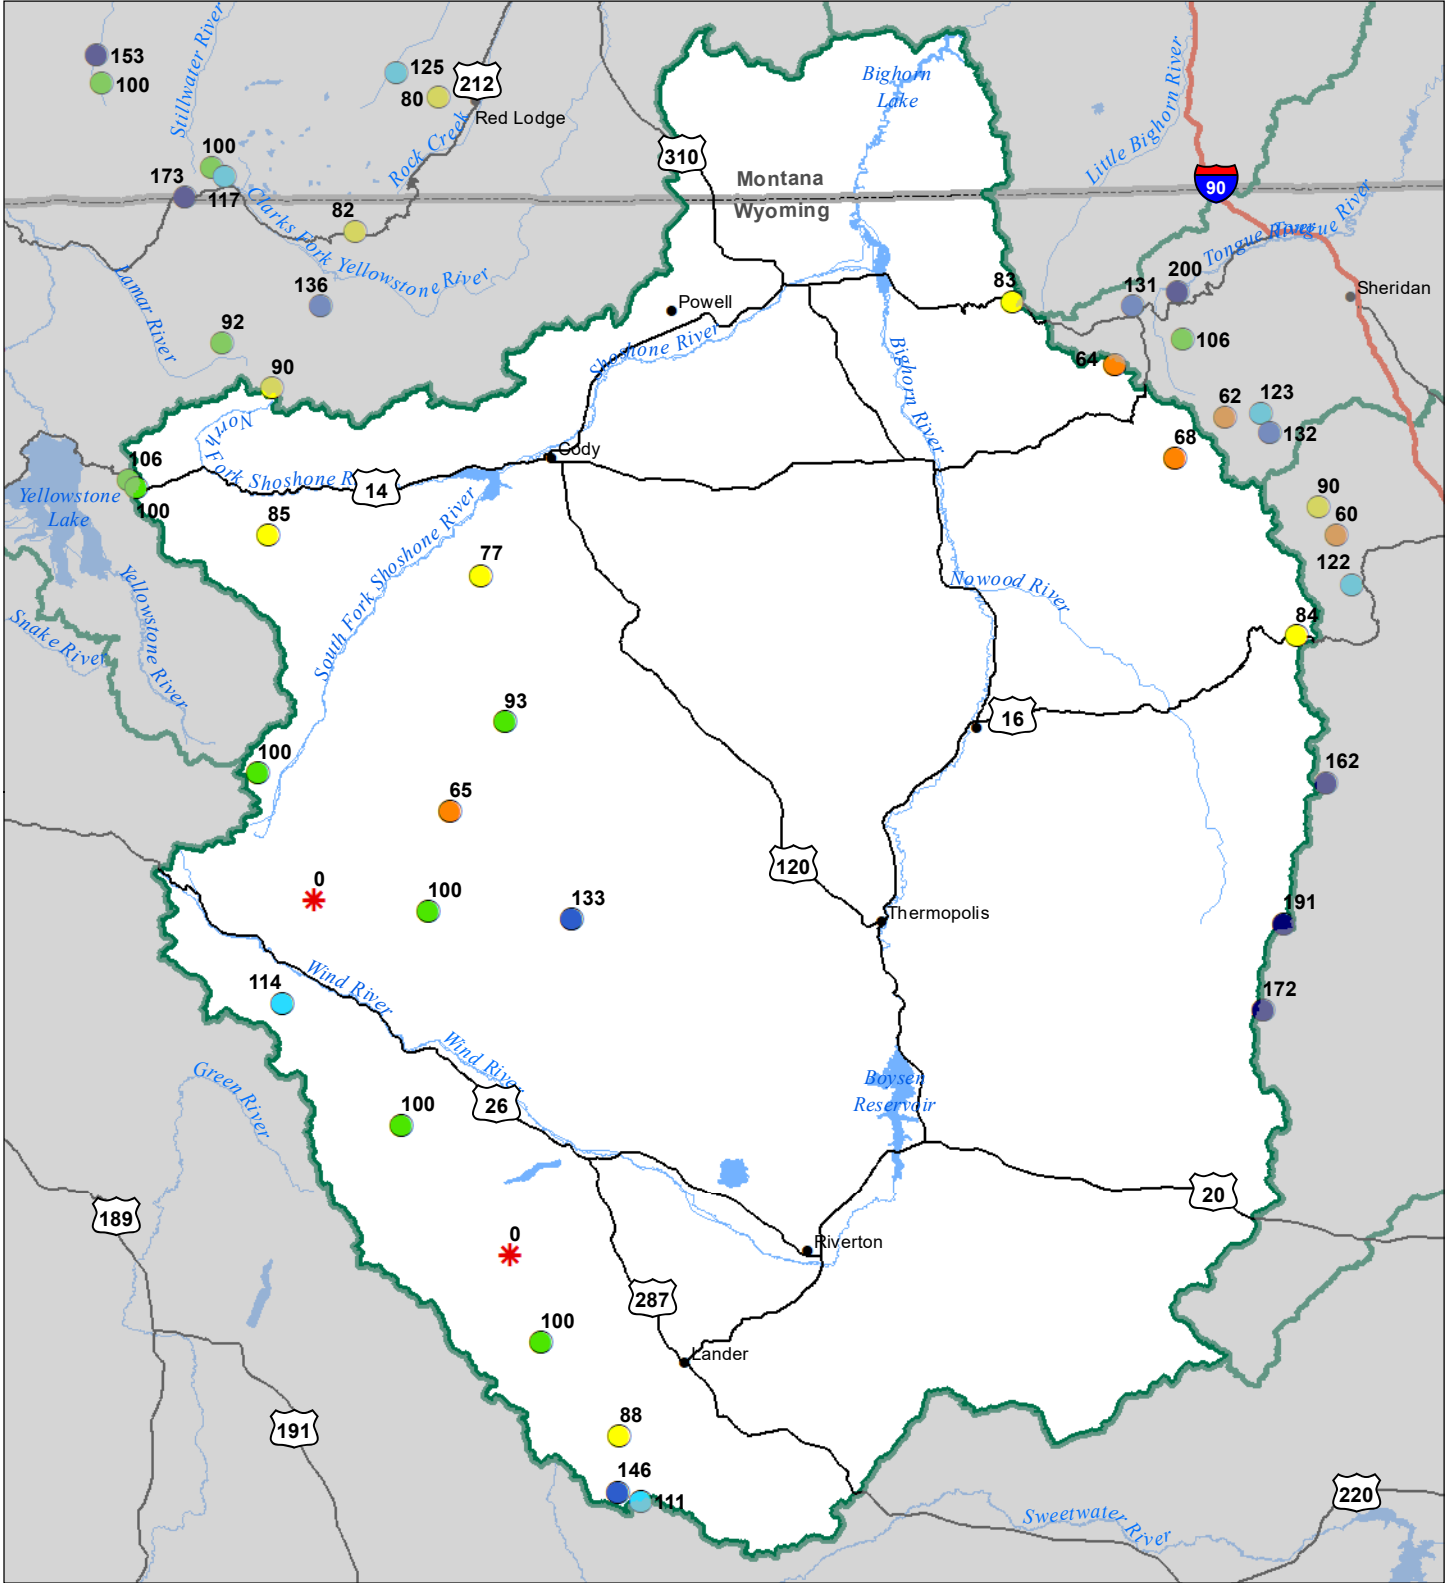 153
100
Stillwater River
125
80
212
Red Lodge
Rock Creek
Bighorn
Lake
Little Bighorn River
90
310
Montana
Wyoming
100
173
117
Clarks Fork Yellowstone River
82
136
Lamar River
92
90
Tongue River
Tongue River
131
200
Sheridan
83
106
Powell
Shoshone River
Bighorn River
64
62
123
132
68
North
Fork Shoshone R
14
Cody
106
100
Yellowstone
Lake
85
77
South Fork Shoshone River
90
60
122
Nowood River
84
Yellowstone River
Snake River
93
16
100
162
65
120
0
100
133
Thermopolis
191
172
114
Wind River
Wind River
26
Boysen
Reservoir
Green River
100
189
20
0
Riverton
287
100
Lander
191
88
146
111
220
Sweetwater River